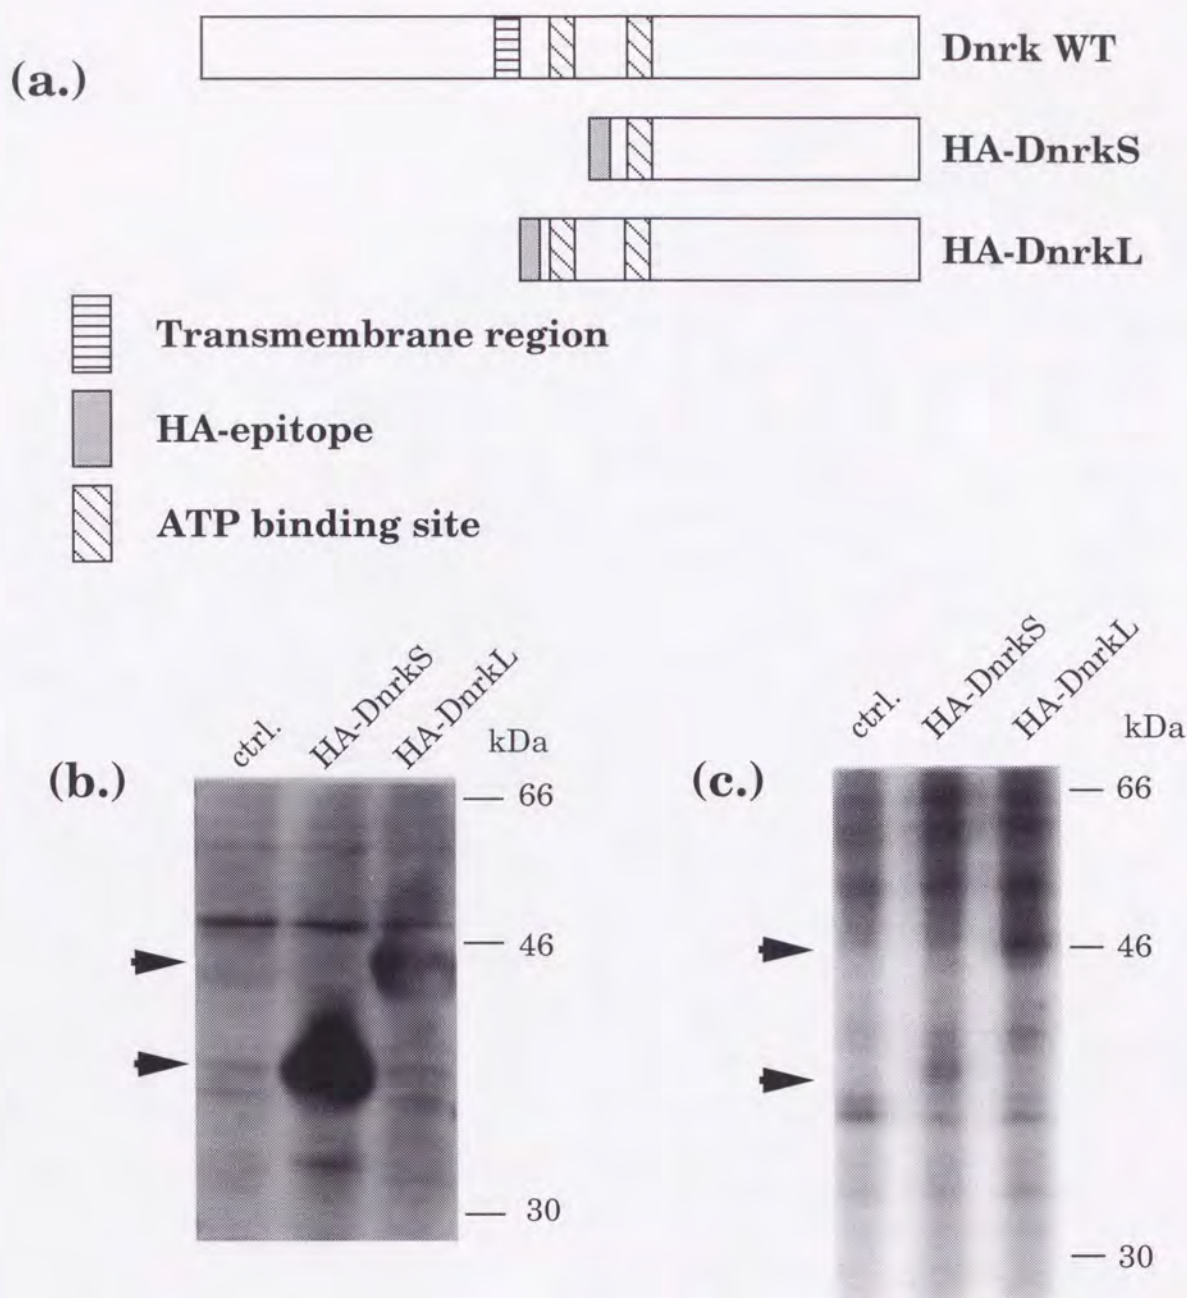 (a.)
Dnrk WT
HA-DnrkS
HA-DnrkL
Transmembrane region
HA-epitope
ATP binding site
(b.)
ctrl.
HA-DnrkS
HA-DnrkL
kDa
66
46
30
(c.)
ctrl.
HA-DnrkS
HA-DnrkL
kDa
66
46
30